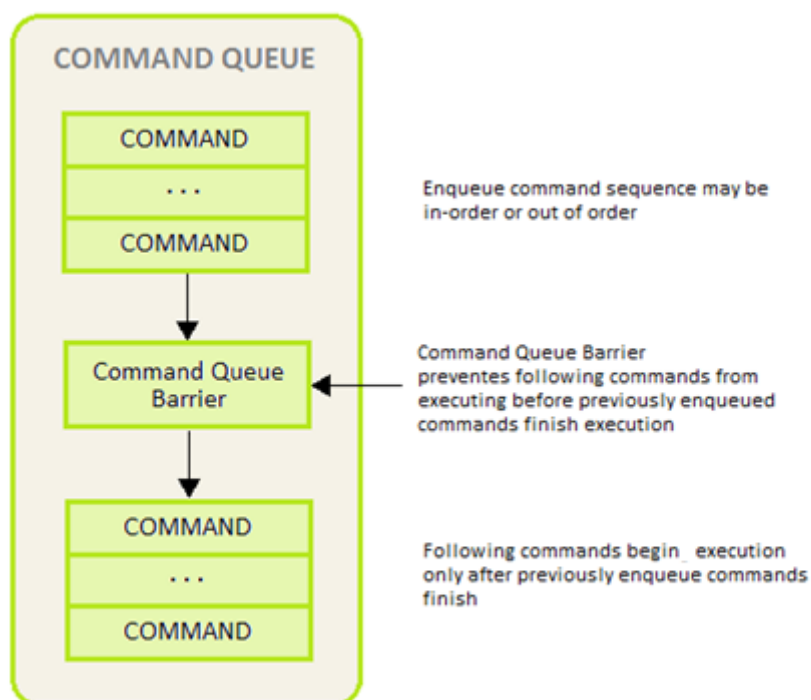 COMMAND QUEUE
COMMAND
...
COMMAND
Enqueue command sequence may be
in-order or out of order
Command Queue
Barrier
Command Queue Barrier
preventes following commands from
executing before previously enqueued
commands finish execution
COMMAND
...
COMMAND
Following commands begin_ execution
only after previously enqueue commands
finish